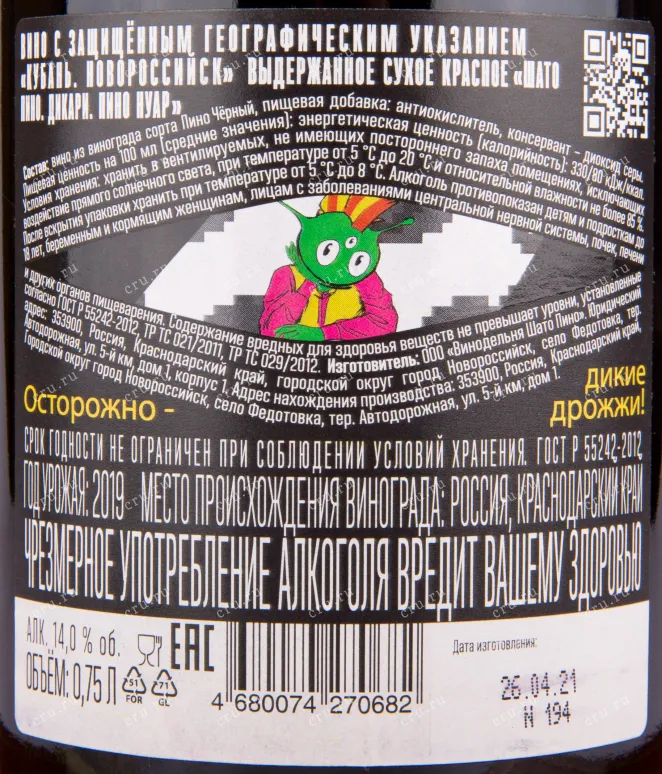 ВИНО С ЗАЩИЩЁННЫМ ГЕОГРАФИЧЕСКИМ УКАЗАНИЕМ
«КУБАНЬ. НОВОРОССИЙСК» ВЫДЕРЖАННОЕ СУХОЕ КРАСНОЕ «ШАТО
ПИНО. ДИКАРИ. ПИНО НУАР»
Состав: вино из винограда сорта Пино Чёрный, пищевая добавка: антиокислитель, консервант – диоксид серы.
Пищевая ценность на 100 мл (средние значения): энергетическая ценность (калорийность): 330/80 кДж/ккал.
Условия хранения: хранить в вентилируемых, не имеющих постороннего запаха помещениях, исключающих
воздействие прямого солнечного света, при температуре от 5 °С до 20 °С и относительной влажности не более 85 %.
После вскрытия упаковки хранить при температуре от 5 °С до 8 °С. Алкоголь противопоказан детям и подросткам до
18 лет, беременным и кормящим женщинам, лицам с заболеваниями центральной нервной системы, почек, печени
и других органов пищеварения. Содержание вредных для здоровья веществ не превышает уровни, установленные
согласно ГОСТ Р 55242-2012, ТР ТС 021/2011, ТР ТС 029/2012. Изготовитель: ООО «Винодельня Шато Пино». Юридический
адрес: 353900, Россия, Краснодарский край, городской округ город Новороссийск, село Федотовка, тер.
Автодорожная, ул. 5-й км, дом 1, корпус 1. Адрес нахождения производства: 353900, Россия, Краснодарский край,
Городской округ город Новороссийск, село Федотовка, тер. Автодорожная, ул. 5-й км, дом 1.
Осторожно -
дикие
дрожжи!
СРОК ГОДНОСТИ НЕ ОГРАНИЧЕН ПРИ СОБЛЮДЕНИИ УСЛОВИЙ ХРАНЕНИЯ. ГОСТ Р 55242-2012
ГОД УРОЖАЯ: 2019 МЕСТО ПРОИСХОЖДЕНИЯ ВИНОГРАДА: РОССИЯ, КРАСНОДАРСКИЙ КРАЙ
ЧРЕЗМЕРНОЕ УПОТРЕБЛЕНИЕ АЛКОГОЛЯ ВРЕДИТ ВАШЕМУ ЗДОРОВЬЮ
АЛК. 14,0 % об.
ОБЪЁМ: 0,75 Л
EAC
51
FOR
71
GL
4 680074 270682
Дата изготовления:
26.04.21
N 194
cru.ru